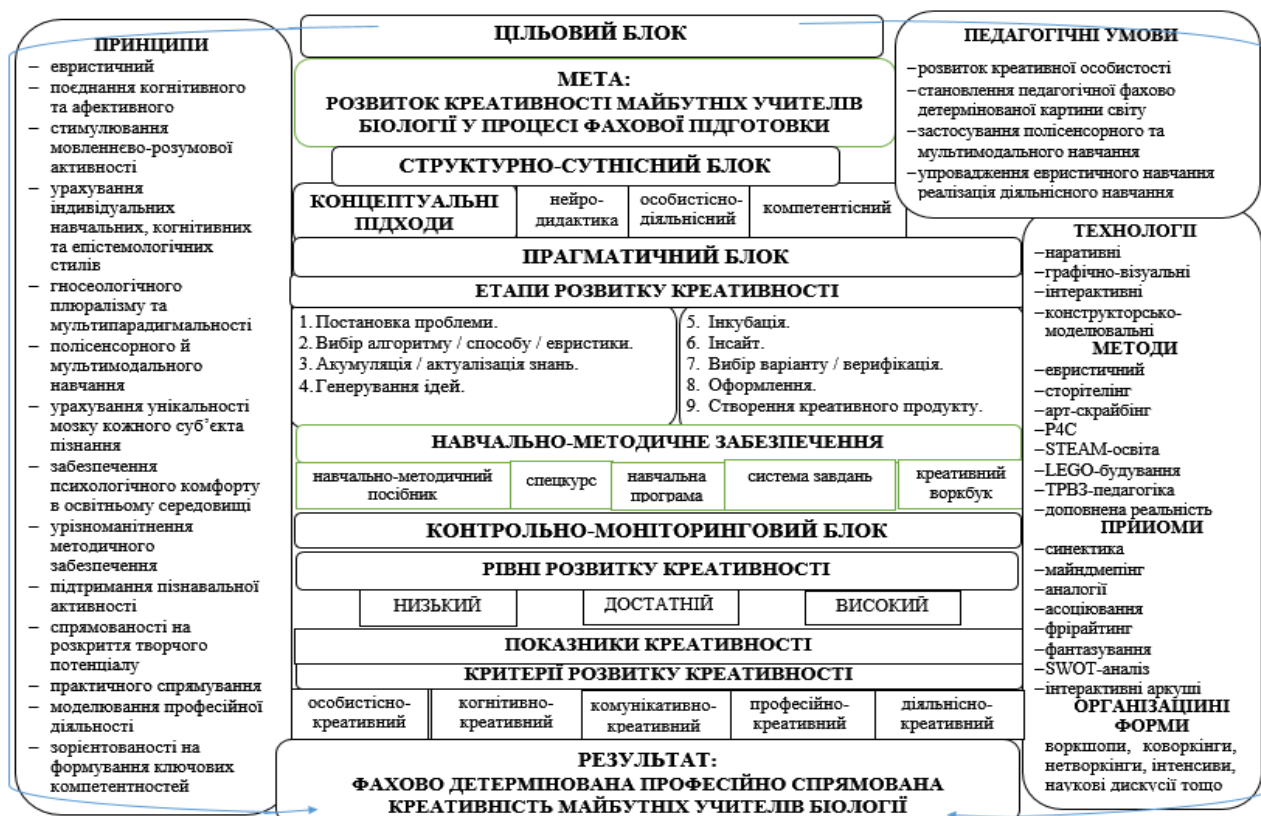 ПРИНЦИПИ
– евристичний
– поєднання когнітивного
та афективного
– стимулювання
мовленнєво-розумової
активності
– урахування
індивідуальних
навчальних, когнітивних
та епістемологічних
стилів
– гносеологічного
плюралізму та
мультипарадигмальності
– полісенсорного й
мультимодального
навчання
– урахування унікальності
мозку кожного суб’єкта
пізнання
– забезпечення
психологічного комфорту
в освітньому середовищі
– урізноманітнення
методичного
забезпечення
– підтримання пізнавальної
активності
– спрямованості на
розкриття творчого
потенціалу
– практичного спрямування
– моделювання професійної
діяльності
– зорієнтованості на
формування ключових
компетентностей
ЦІЛЬОВИЙ БЛОК
МЕТА:
РОЗВИТОК КРЕАТИВНОСТІ МАЙБУТНІХ УЧИТЕЛІВ
БІОЛОГІЇ У ПРОЦЕСІ ФАХОВОЇ ПІДГОТОВКИ
СТРУКТУРНО-СУТНІСНИЙ БЛОК
КОНЦЕПТУАЛЬНІ
ПІДХОДИ
нейро-
дидактика
особистісно-
діяльнісний
компетентісний
ПРАГМАТИЧНИЙ БЛОК
ЕТАПИ РОЗВИТКУ КРЕАТИВНОСТІ
1. Постановка проблеми.
2. Вибір алгоритму / способу / евристики.
3. Акумуляція / актуалізація знань.
4. Генерування ідей.
5. Інкубація.
6. Інсайт.
7. Вибір варіанту / верифікація.
8. Оформлення.
9. Створення креативного продукту.
НАВЧАЛЬНО-МЕТОДИЧНЕ ЗАБЕЗПЕЧЕННЯ
навчально-методичний
посібник
спецкурс
навчальна
програма
система завдань
креативний
воркбук
КОНТРОЛЬНО-МОНІТОРИНГОВИЙ БЛОК
РІВНІ РОЗВИТКУ КРЕАТИВНОСТІ
НИЗЬКИЙ
ДОСТАТНІЙ
ВИСОКИЙ
ПОКАЗНИКИ КРЕАТИВНОСТІ
КРИТЕРІЇ РОЗВИТКУ КРЕАТИВНОСТІ
особистісно-
креативний
когнітивно-
креативний
комунікативно-
креативний
професійно-
креативний
діяльнісно-
креативний
РЕЗУЛЬТАТ:
ФАХОВО ДЕТЕРМІНОВАНА ПРОФЕСІЙНО СПРЯМОВАНА
КРЕАТИВНІСТЬ МАЙБУТНІХ УЧИТЕЛІВ БІОЛОГІЇ
ПЕДАГОГІЧНІ УМОВИ
–розвиток креативної особистості
–становлення педагогічної фахово
детермінованої картини світу
–застосування полісенсорного та
мультимодального навчання
–упровадження евристичного навчання
реалізація діяльнісного навчання
ТЕХНОЛОГІЇ
–наративні
–графічно-візуальні
–інтерактивні
–конструкторсько-
моделювальні
МЕТОДИ
–евристичний
–сторітелінг
–арт-скрайбінг
–P4C
–STEAM-освіта
–LEGO-будування
–ТРВЗ-педагогіка
–доповнена реальність
ПРИЙОМИ
–синектика
–майндмепінг
–аналогії
–асоціювання
–фрірайтинг
–фантазування
–SWOT-аналіз
–інтерактивні аркуші
ОРГАНІЗАЦІЙНІ
ФОРМИ
воркшопи, коворкінги,
нетворкінги, інтенсиви,
наукові дискусії тощо